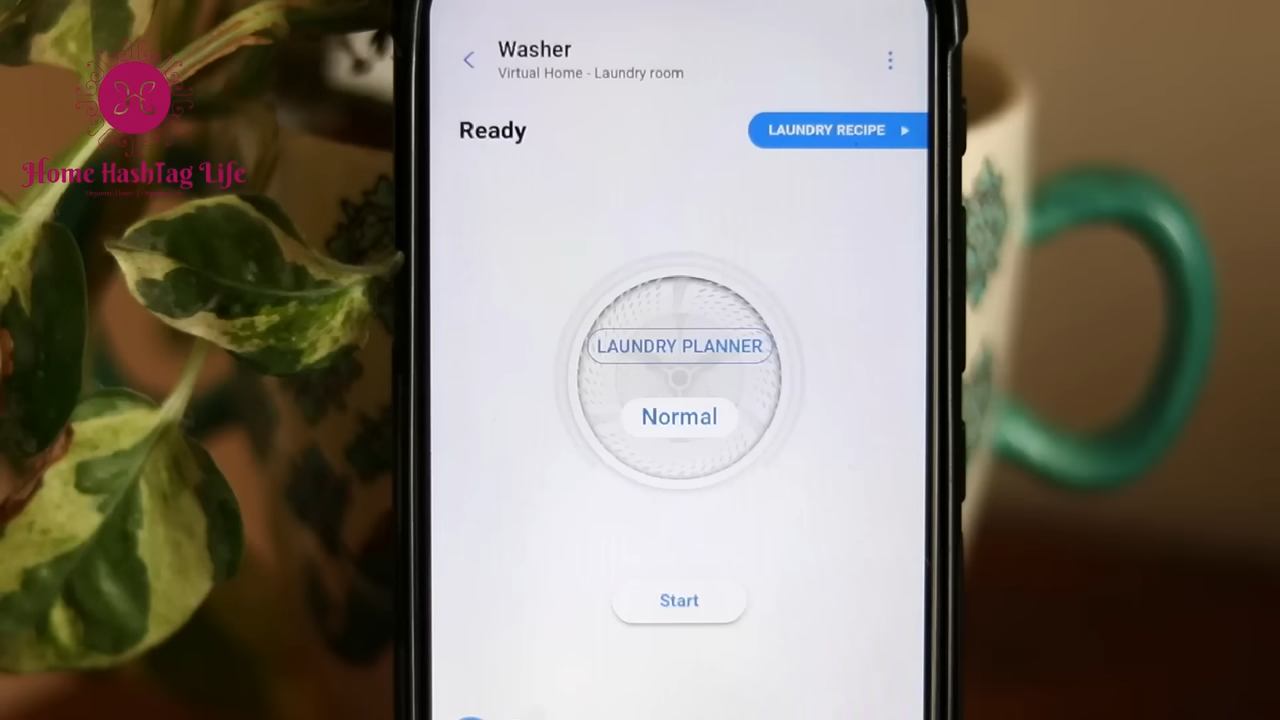 Washer
Virtual Home - Laundry room
Ready
LAUNDRY RECIPE
LAUNDRY PLANNER
Normal
Start
Home HashTag Life